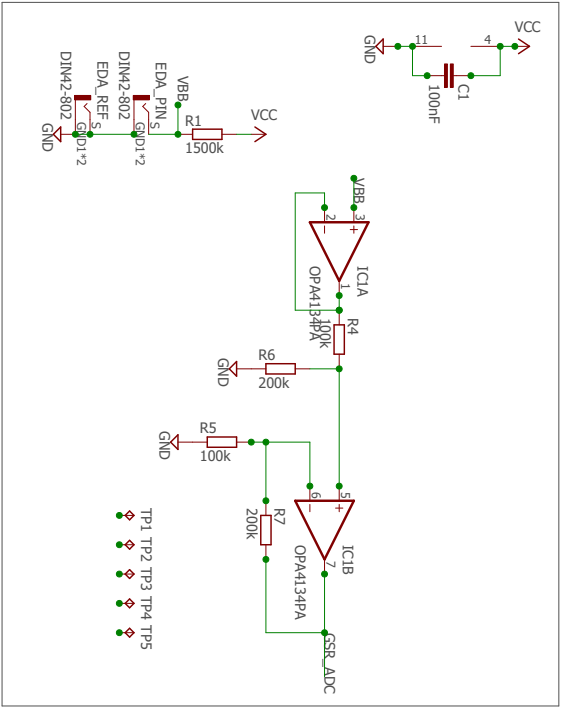 VCC
11
4
GND
C1
100nF
DIN42-802
EDA_REF
DIN42-802
EDA_PIN
VBB
R1
VCC
1500k
GND
GND1*2
S
GND1*2
S
VBB
2
3
IC1A
OPA4134PA
1
R4
100k
R6
200k
GND
R5
100k
GND
6
5
R7
200k
IC1B
OPA4134PA
7
GSR_ADC
TP1
TP2
TP3
TP4
TP5